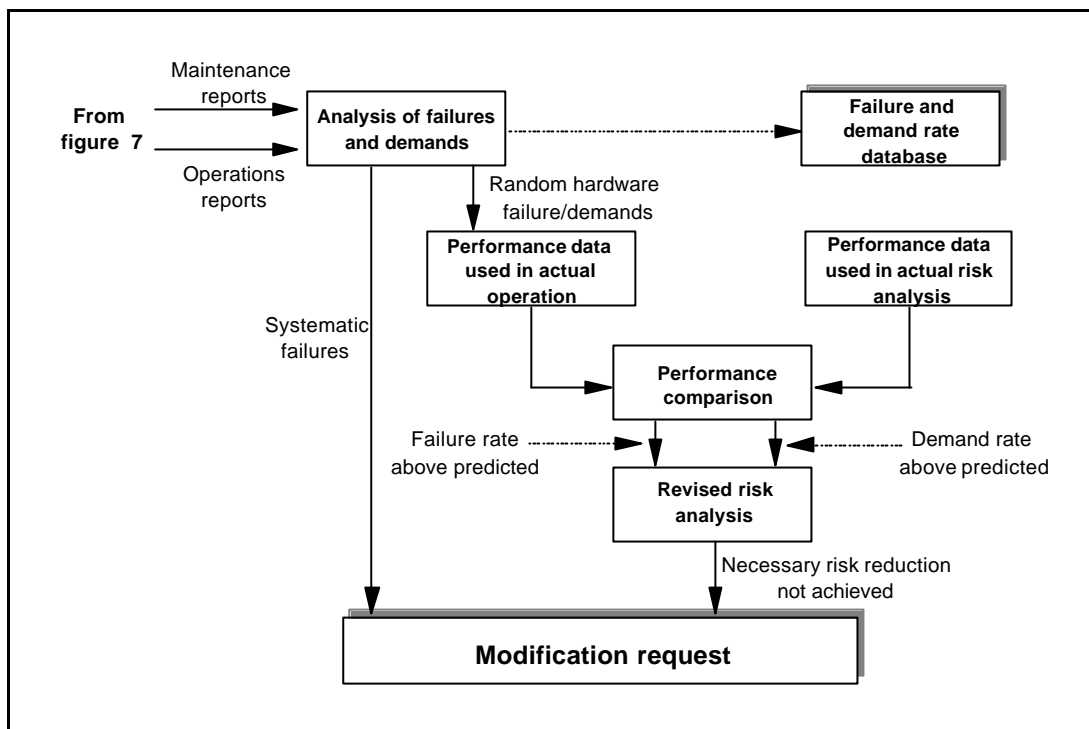 Maintenance
reports
From
figure 7
Operations
reports
Analysis of failures
and demands
Failure and
demand rate
database
Random hardware
failure/demands
Performance data
used in actual
operation
Performance data
used in actual risk
analysis
Systematic
failures
Performance
comparison
Failure rate
above predicted
Demand rate
above predicted
Revised risk
analysis
Necessary risk reduction
not achieved
Modification request